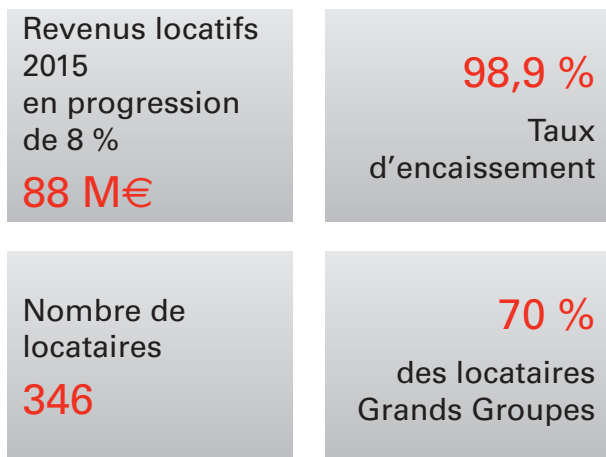 Revenus locatifs
2015
en progression
de 8 %
88 M€
98,9 %
Taux
d'encaissement
Nombre de
locataires
346
70 %
des locataires
Grands Groupes